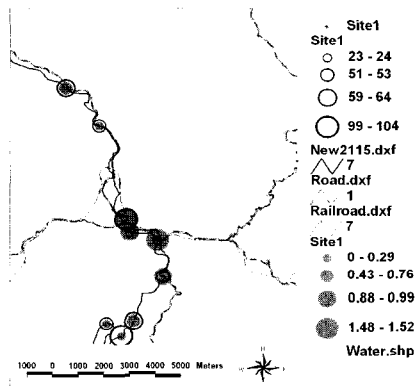 Site1
Site1
23 - 24
51 - 53
59 - 64
99 - 104
New2115.dxf
7
Road.dxf
1
Railroad.dxf
7
Site1
0 - 0.29
0.43 - 0.76
0.88 - 0.99
1.48 - 1.52
Water.shp
1000 0 1000 2000 3000 4000 5000 Meters